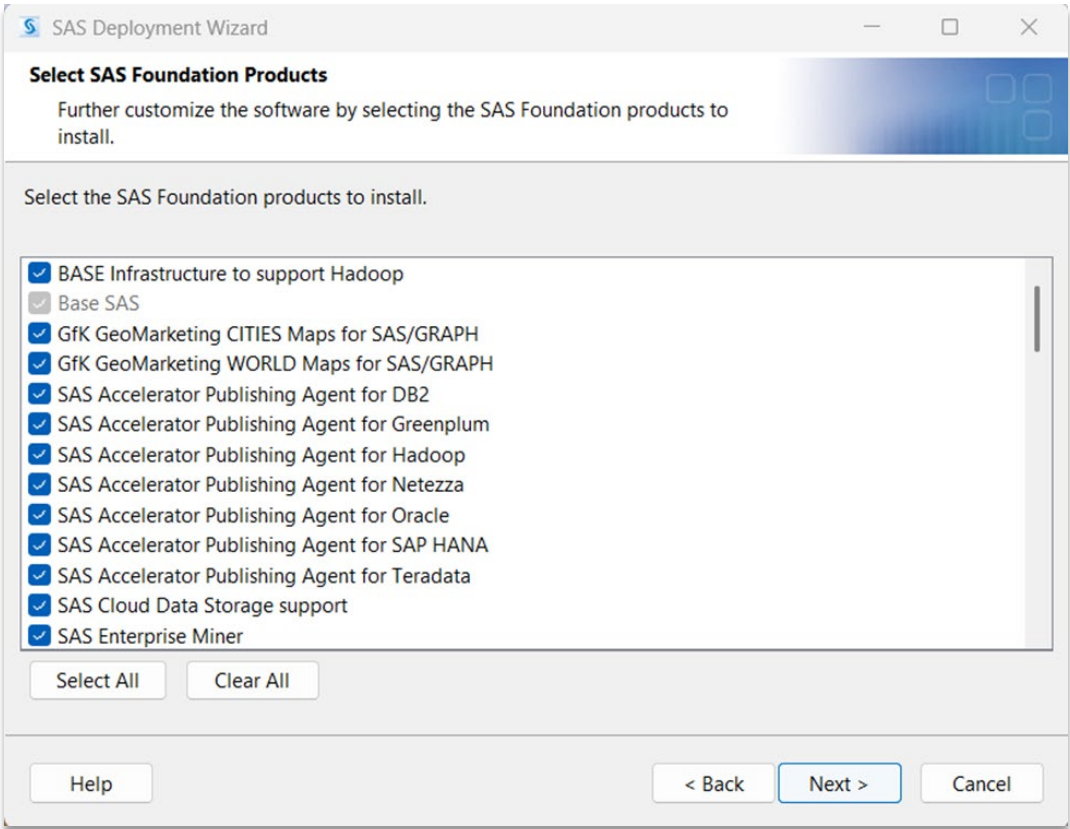 SAS Deployment Wizard
Select SAS Foundation Products
Further customize the software by selecting the SAS Foundation products to
install.
Select the SAS Foundation products to install.
BASE Infrastructure to support Hadoop
Base SAS
GfK GeoMarketing CITIES Maps for SAS/GRAPH
GfK GeoMarketing WORLD Maps for SAS/GRAPH
SAS Accelerator Publishing Agent for DB2
SAS Accelerator Publishing Agent for Greenplum
SAS Accelerator Publishing Agent for Hadoop
SAS Accelerator Publishing Agent for Netezza
SAS Accelerator Publishing Agent for Oracle
SAS Accelerator Publishing Agent for SAP HANA
SAS Accelerator Publishing Agent for Teradata
SAS Cloud Data Storage support
SAS Enterprise Miner
Select All Clear All
Help < Back Next > Cancel